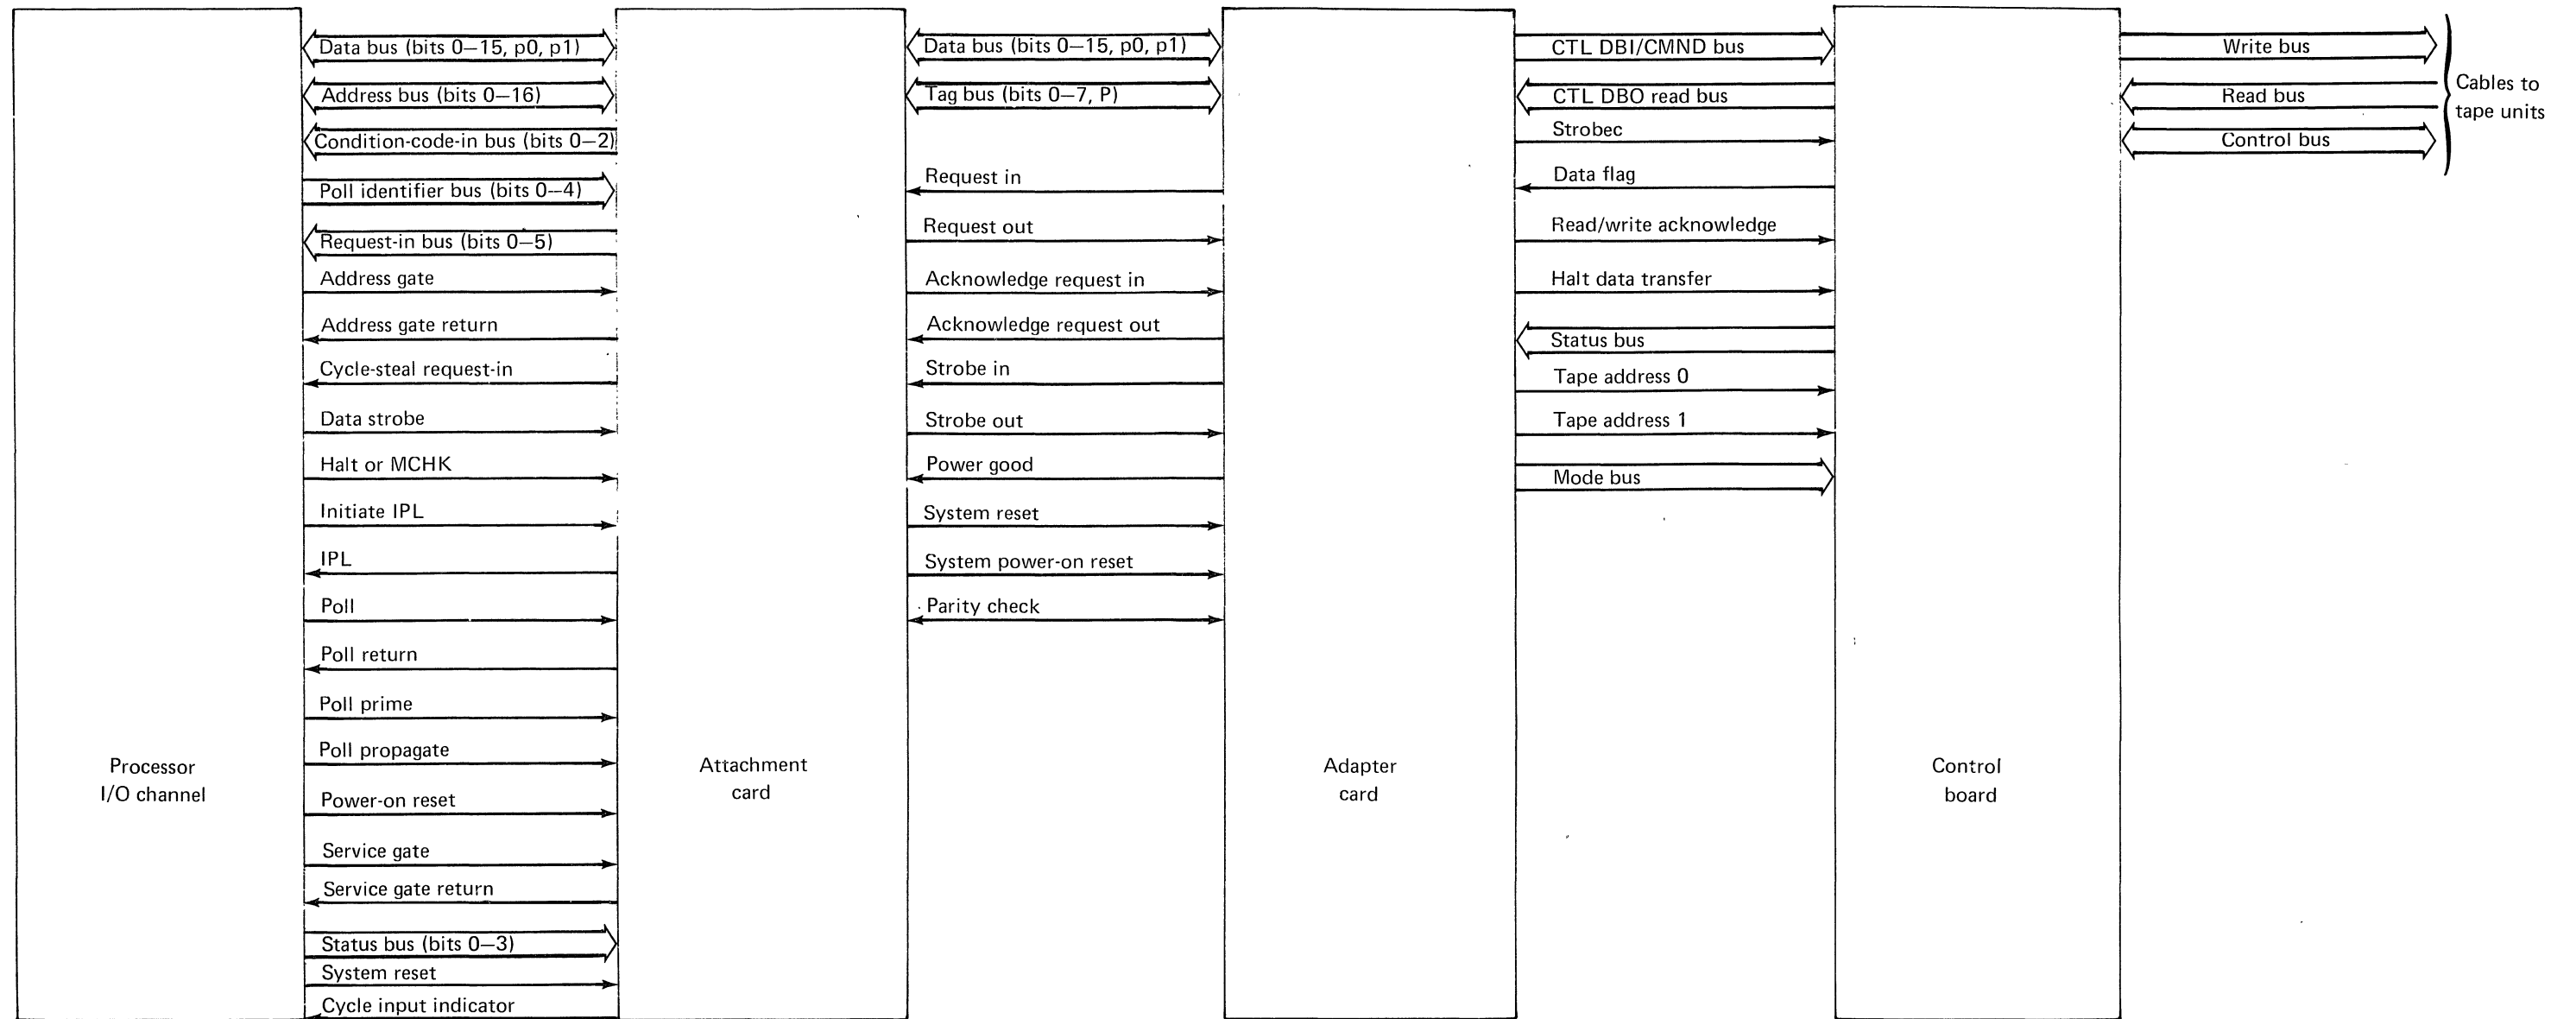 Data bus (bits 0—15, p0, p1)
Address bus (bits 0—16)
Condition-code-in bus (bits 0—2)
Poll identifier bus (bits 0—4)
Request-in bus (bits 0—5)
Address gate
Address gate return
Cycle-steal request-in
Data strobe
Halt or MCHK
Initiate IPL
IPL
Poll
Poll return
Poll prime
Poll propagate
Power-on reset
Service gate
Service gate return
Status bus (bits 0—3)
System reset
Cycle input indicator
Processor
I/O channel
Attachment
card
Data bus (bits 0—15, p0, p1)
Tag bus (bits 0—7, P)
Request in
Request out
Acknowledge request in
Acknowledge request out
Strobe in
Strobe out
Power good
System reset
System power-on reset
Parity check
Adapter
card
CTL DBI/CMND bus
CTL DBO read bus
Strobec
Data flag
Read/write acknowledge
Halt data transfer
Status bus
Tape address 0
Tape address 1
Mode bus
Control
board
Write bus
Read bus
Control bus
Cables to
tape units